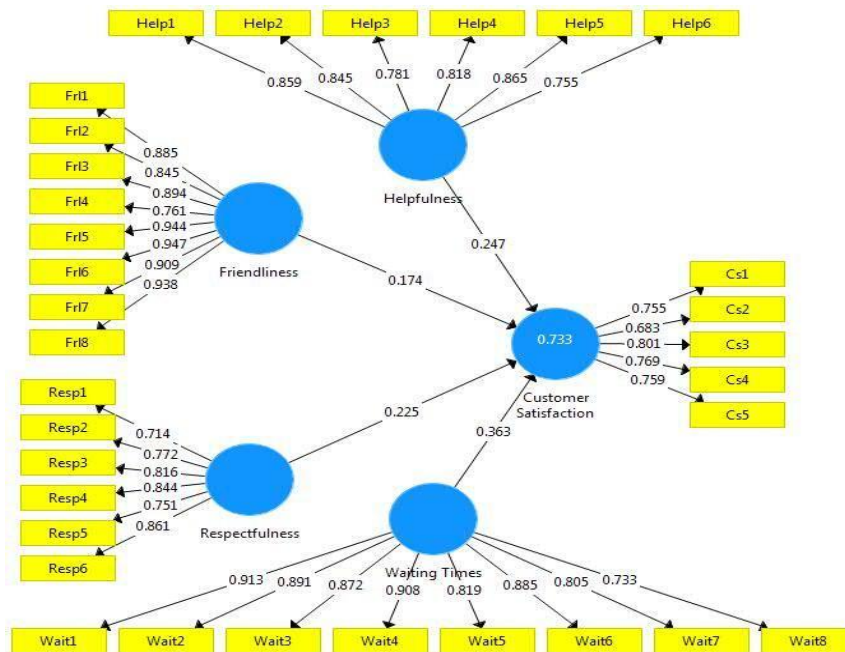 Help1 Help2 Help3 Help4 Help5 Help6
0.859 0.845 0.781 0.818 0.865 0.755
Helpfulness
Frl1
Frl2
Frl3
Frl4
Frl5
Frl6
Frl7
Frl8
0.885
0.845
0.894
0.761
0.944
0.947
0.909
0.938
Friendliness
0.247
0.174
0.733
Customer
Satisfaction
0.755
0.683
0.801
0.769
0.759
Cs1
Cs2
Cs3
Cs4
Cs5
Resp1
Resp2
Resp3
Resp4
Resp5
Resp6
0.714
0.772
0.816
0.844
0.751
0.861
Respectfulness
0.225
0.363
Waiting Times
0.913 0.891 0.872 0.908 0.819 0.885 0.805 0.733
Wait1 Wait2 Wait3 Wait4 Wait5 Wait6 Wait7 Wait8